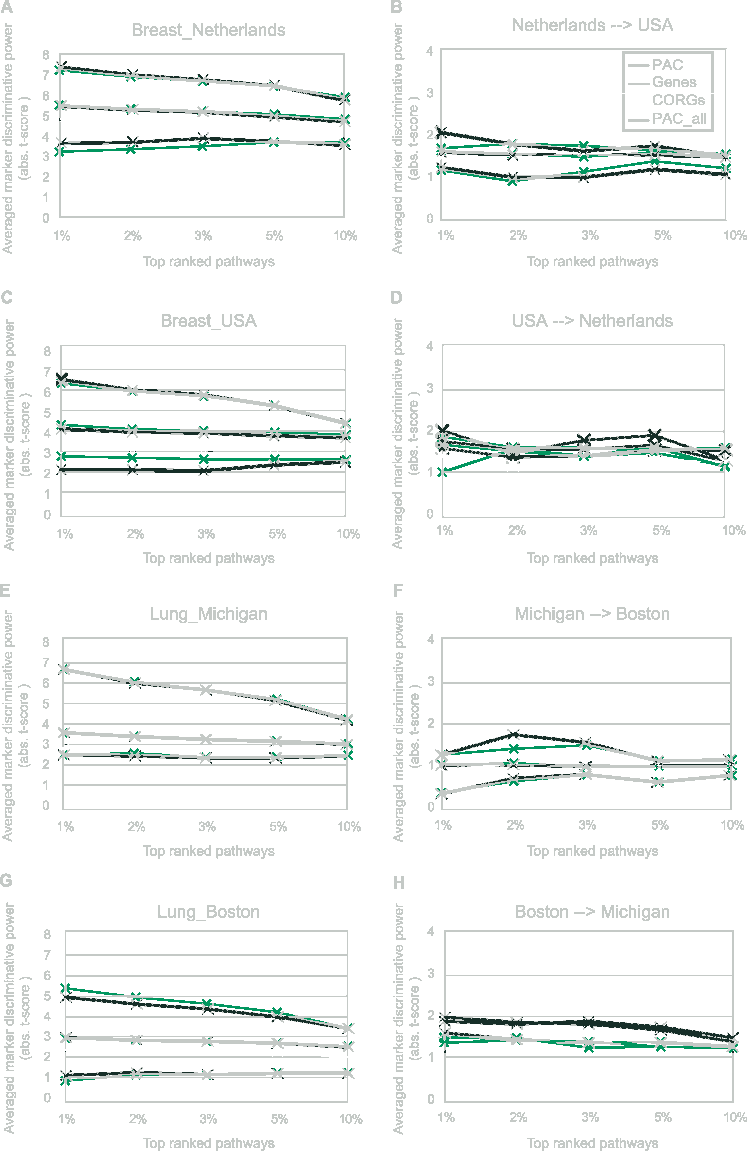 A
Breast_Netherlands
Averaged marker discriminative power
(abs. t-score )
8
7
6
5
4
3
2
1
0
1% 2% 3% 5% 10%
Top ranked pathways
B
Netherlands --> USA
Averaged marker discriminative power
(abs. t-score )
4
3
2
1
0
PAC
Genes
CORGs
PAC_all
1% 2% 3% 5% 10%
Top ranked pathways
C
Breast_USA
Averaged marker discriminative power
(abs. t-score )
8
7
6
5
4
3
2
1
0
1% 2% 3% 5% 10%
Top ranked pathways
D
USA --> Netherlands
Averaged marker discriminative power
(abs. t-score )
4
3
2
1
0
1% 2% 3% 5% 10%
Top ranked pathways
E
Lung_Michigan
Averaged marker discriminative power
(abs. t-score )
8
7
6
5
4
3
2
1
0
1% 2% 3% 5% 10%
Top ranked pathways
F
Michigan --> Boston
Averaged marker discriminative power
(abs. t-score )
4
3
2
1
0
1% 2% 3% 5% 10%
Top ranked pathways
G
Lung_Boston
Averaged marker discriminative power
(abs. t-score )
8
7
6
5
4
3
2
1
0
1% 2% 3% 5% 10%
Top ranked pathways
H
Boston --> Michigan
Averaged marker discriminative power
(abs. t-score )
4
3
2
1
0
1% 2% 3% 5% 10%
Top ranked pathways